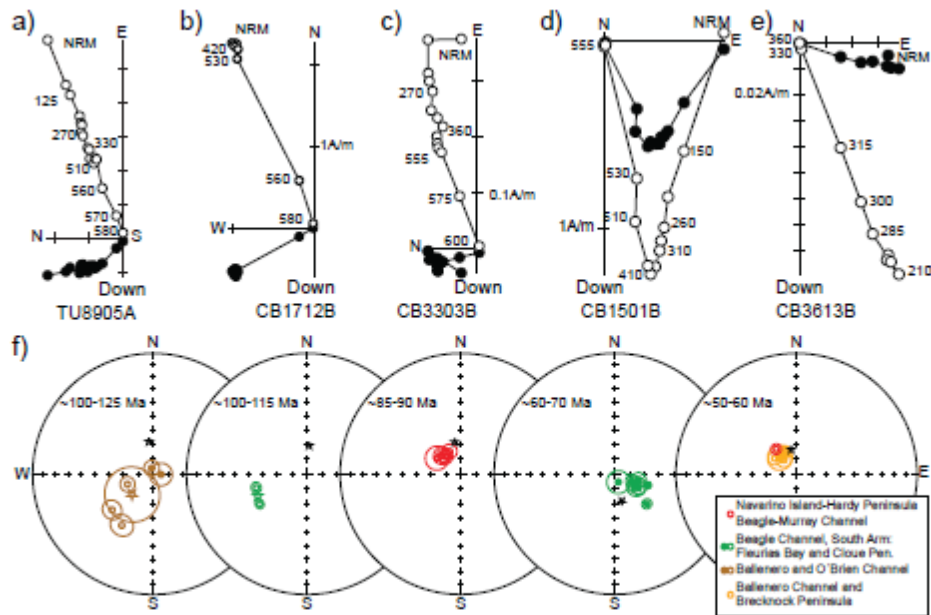 a)
E
NRM
125
270
330
510
560
570
580
N
S
Down
TU8905A
b)
N
NRM
420
530
1A/m
560
580
W
Down
CB1712B
c)
NRM
270
360
555
575
0.1A/m
600
N
Down
CB3303B
d)
N
NRM
555
E
150
530
510
260
1A/m
310
410
Down
CB1501B
e)
N
360
330
E
NRM
0.02A/m
315
300
285
210
Down
CB3613B
f)
N
N
N
N
N
~100-125 Ma
~100-115 Ma
~85-90 Ma
~60-70 Ma
~50-60 Ma
W
E
S
S
S
S
Navarino Island-Hardy Peninsula
Beagle-Murray Channel
Beagle Channel, South Arm:
Fleurias Bay and Cloue Pen.
Ballenero and O´Brien Channel
Ballenero Channel and
Brecknock Peninsula